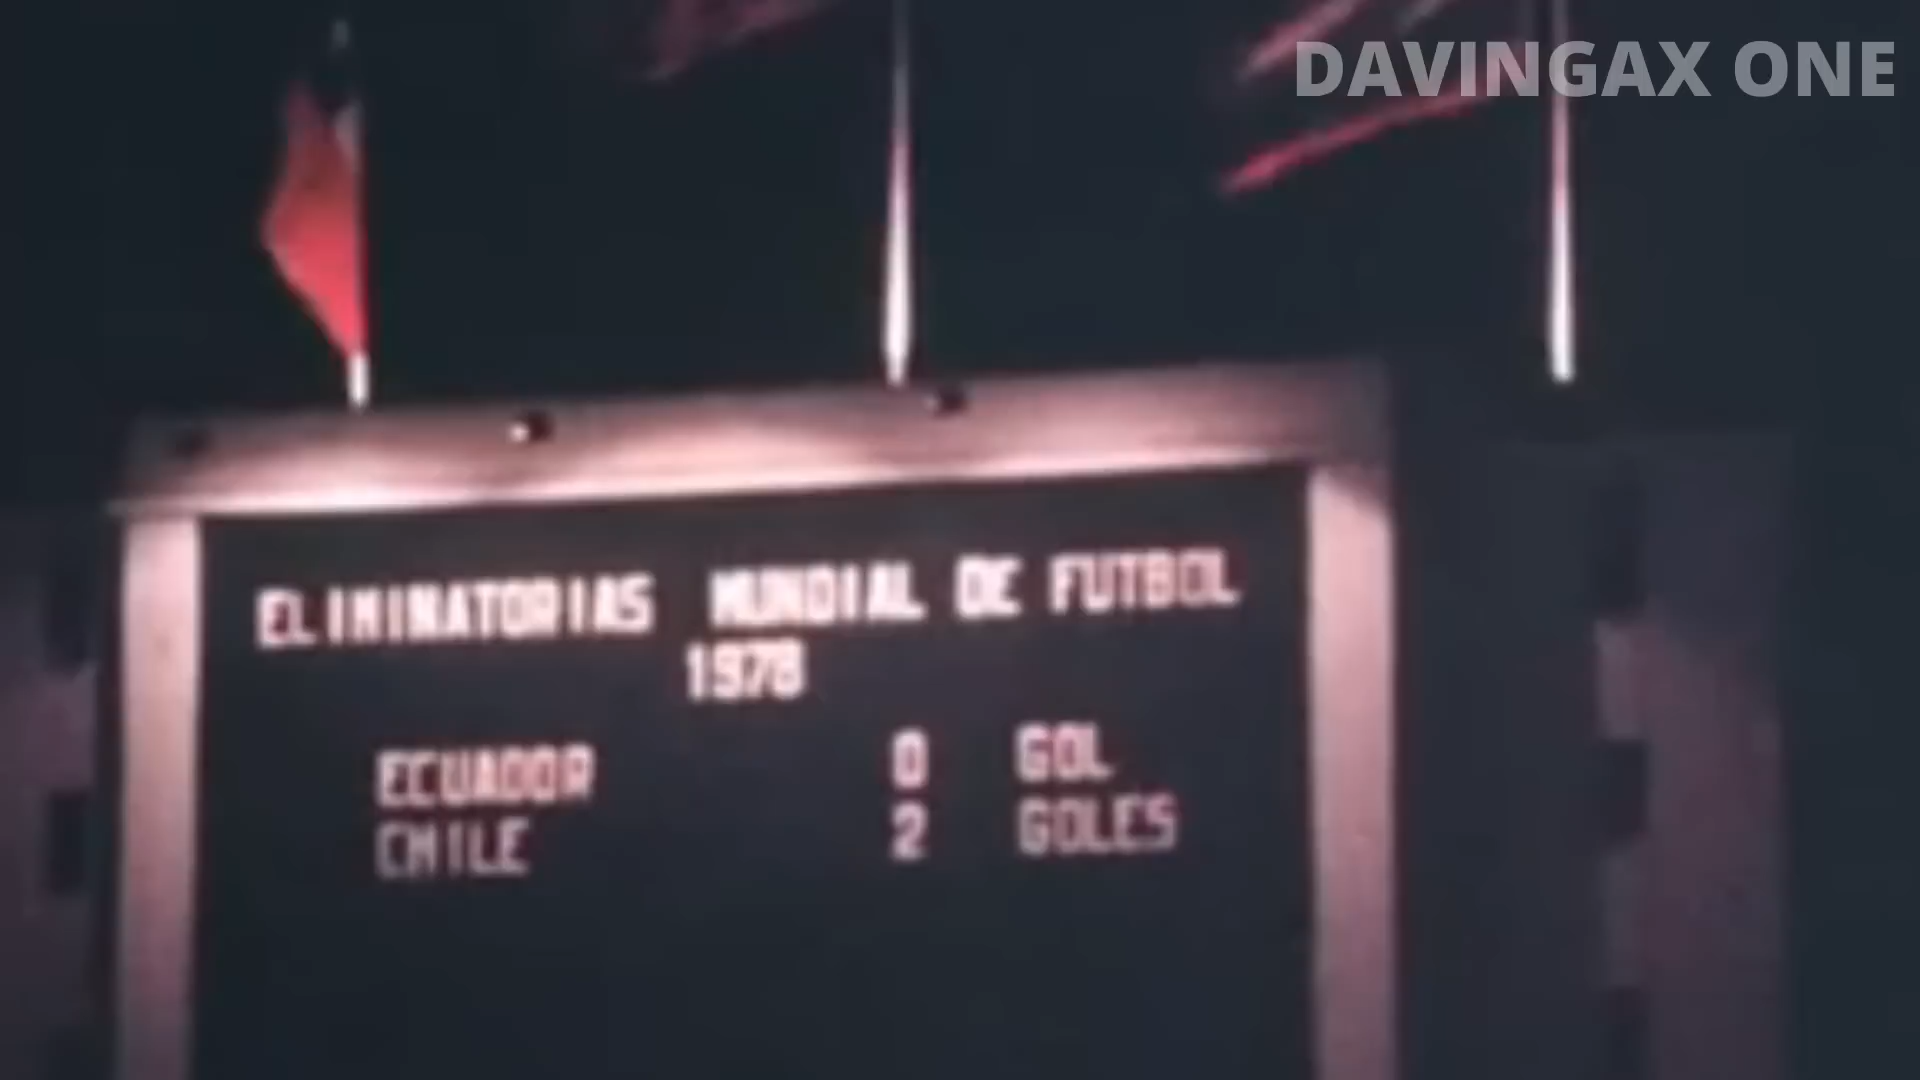 DAVINGAX ONE
ELIMINATORIAS MUNDIAL DE FUTBOL
1978
ECUADOR 0 GOL
CHILE 2 GOLES